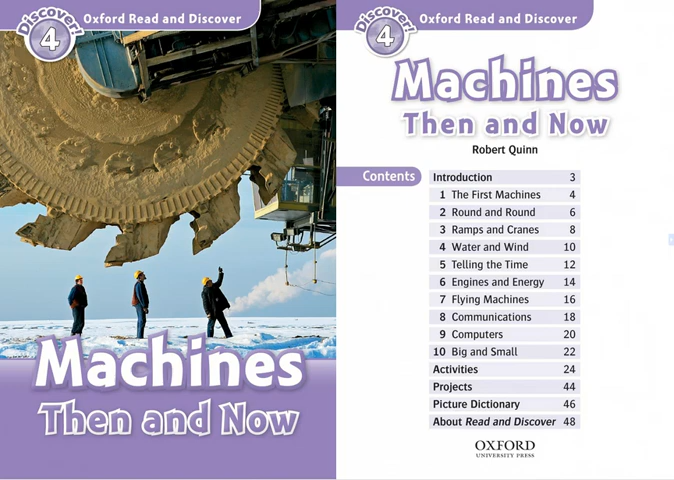 Discover!
4
Oxford Read and Discover
Machines
Then and Now
Discover!
4
Oxford Read and Discover
Machines
Then and Now
Robert Quinn
Contents
Introduction 3
1 The First Machines 4
2 Round and Round 6
3 Ramps and Cranes 8
4 Water and Wind 10
5 Telling the Time 12
6 Engines and Energy 14
7 Flying Machines 16
8 Communications 18
9 Computers 20
10 Big and Small 22
Activities 24
Projects 44
Picture Dictionary 46
About Read and Discover 48
OXFORD
UNIVERSITY PRESS